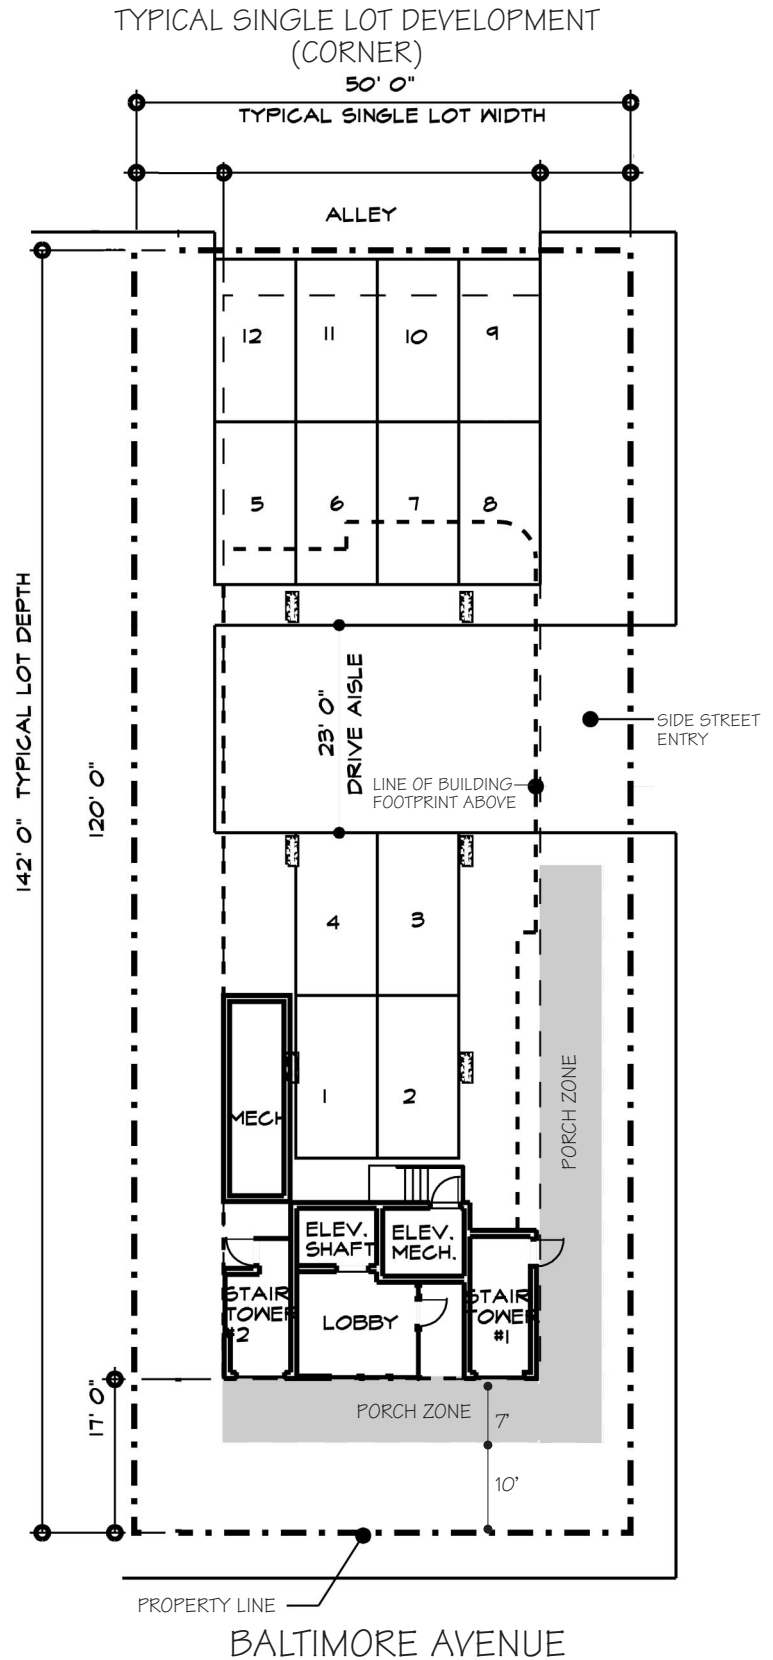 TYPICAL SINGLE LOT DEVELOPMENT
(CORNER)
50' 0"
TYPICAL SINGLE LOT WIDTH
ALLEY
12
11
10
9
5
6
7
8
142' 0" TYPICAL LOT DEPTH
120' 0"
23' 0"
DRIVE AISLE
SIDE STREET
ENTRY
LINE OF BUILDING
FOOTPRINT ABOVE
4
3
1
2
MECH
PORCH ZONE
ELEV.
SHAFT
ELEV.
MECH.
STAIR
TOWER
#2
LOBBY
STAIR
TOWER
#1
17' 0"
PORCH ZONE
7'
10'
PROPERTY LINE
BALTIMORE AVENUE